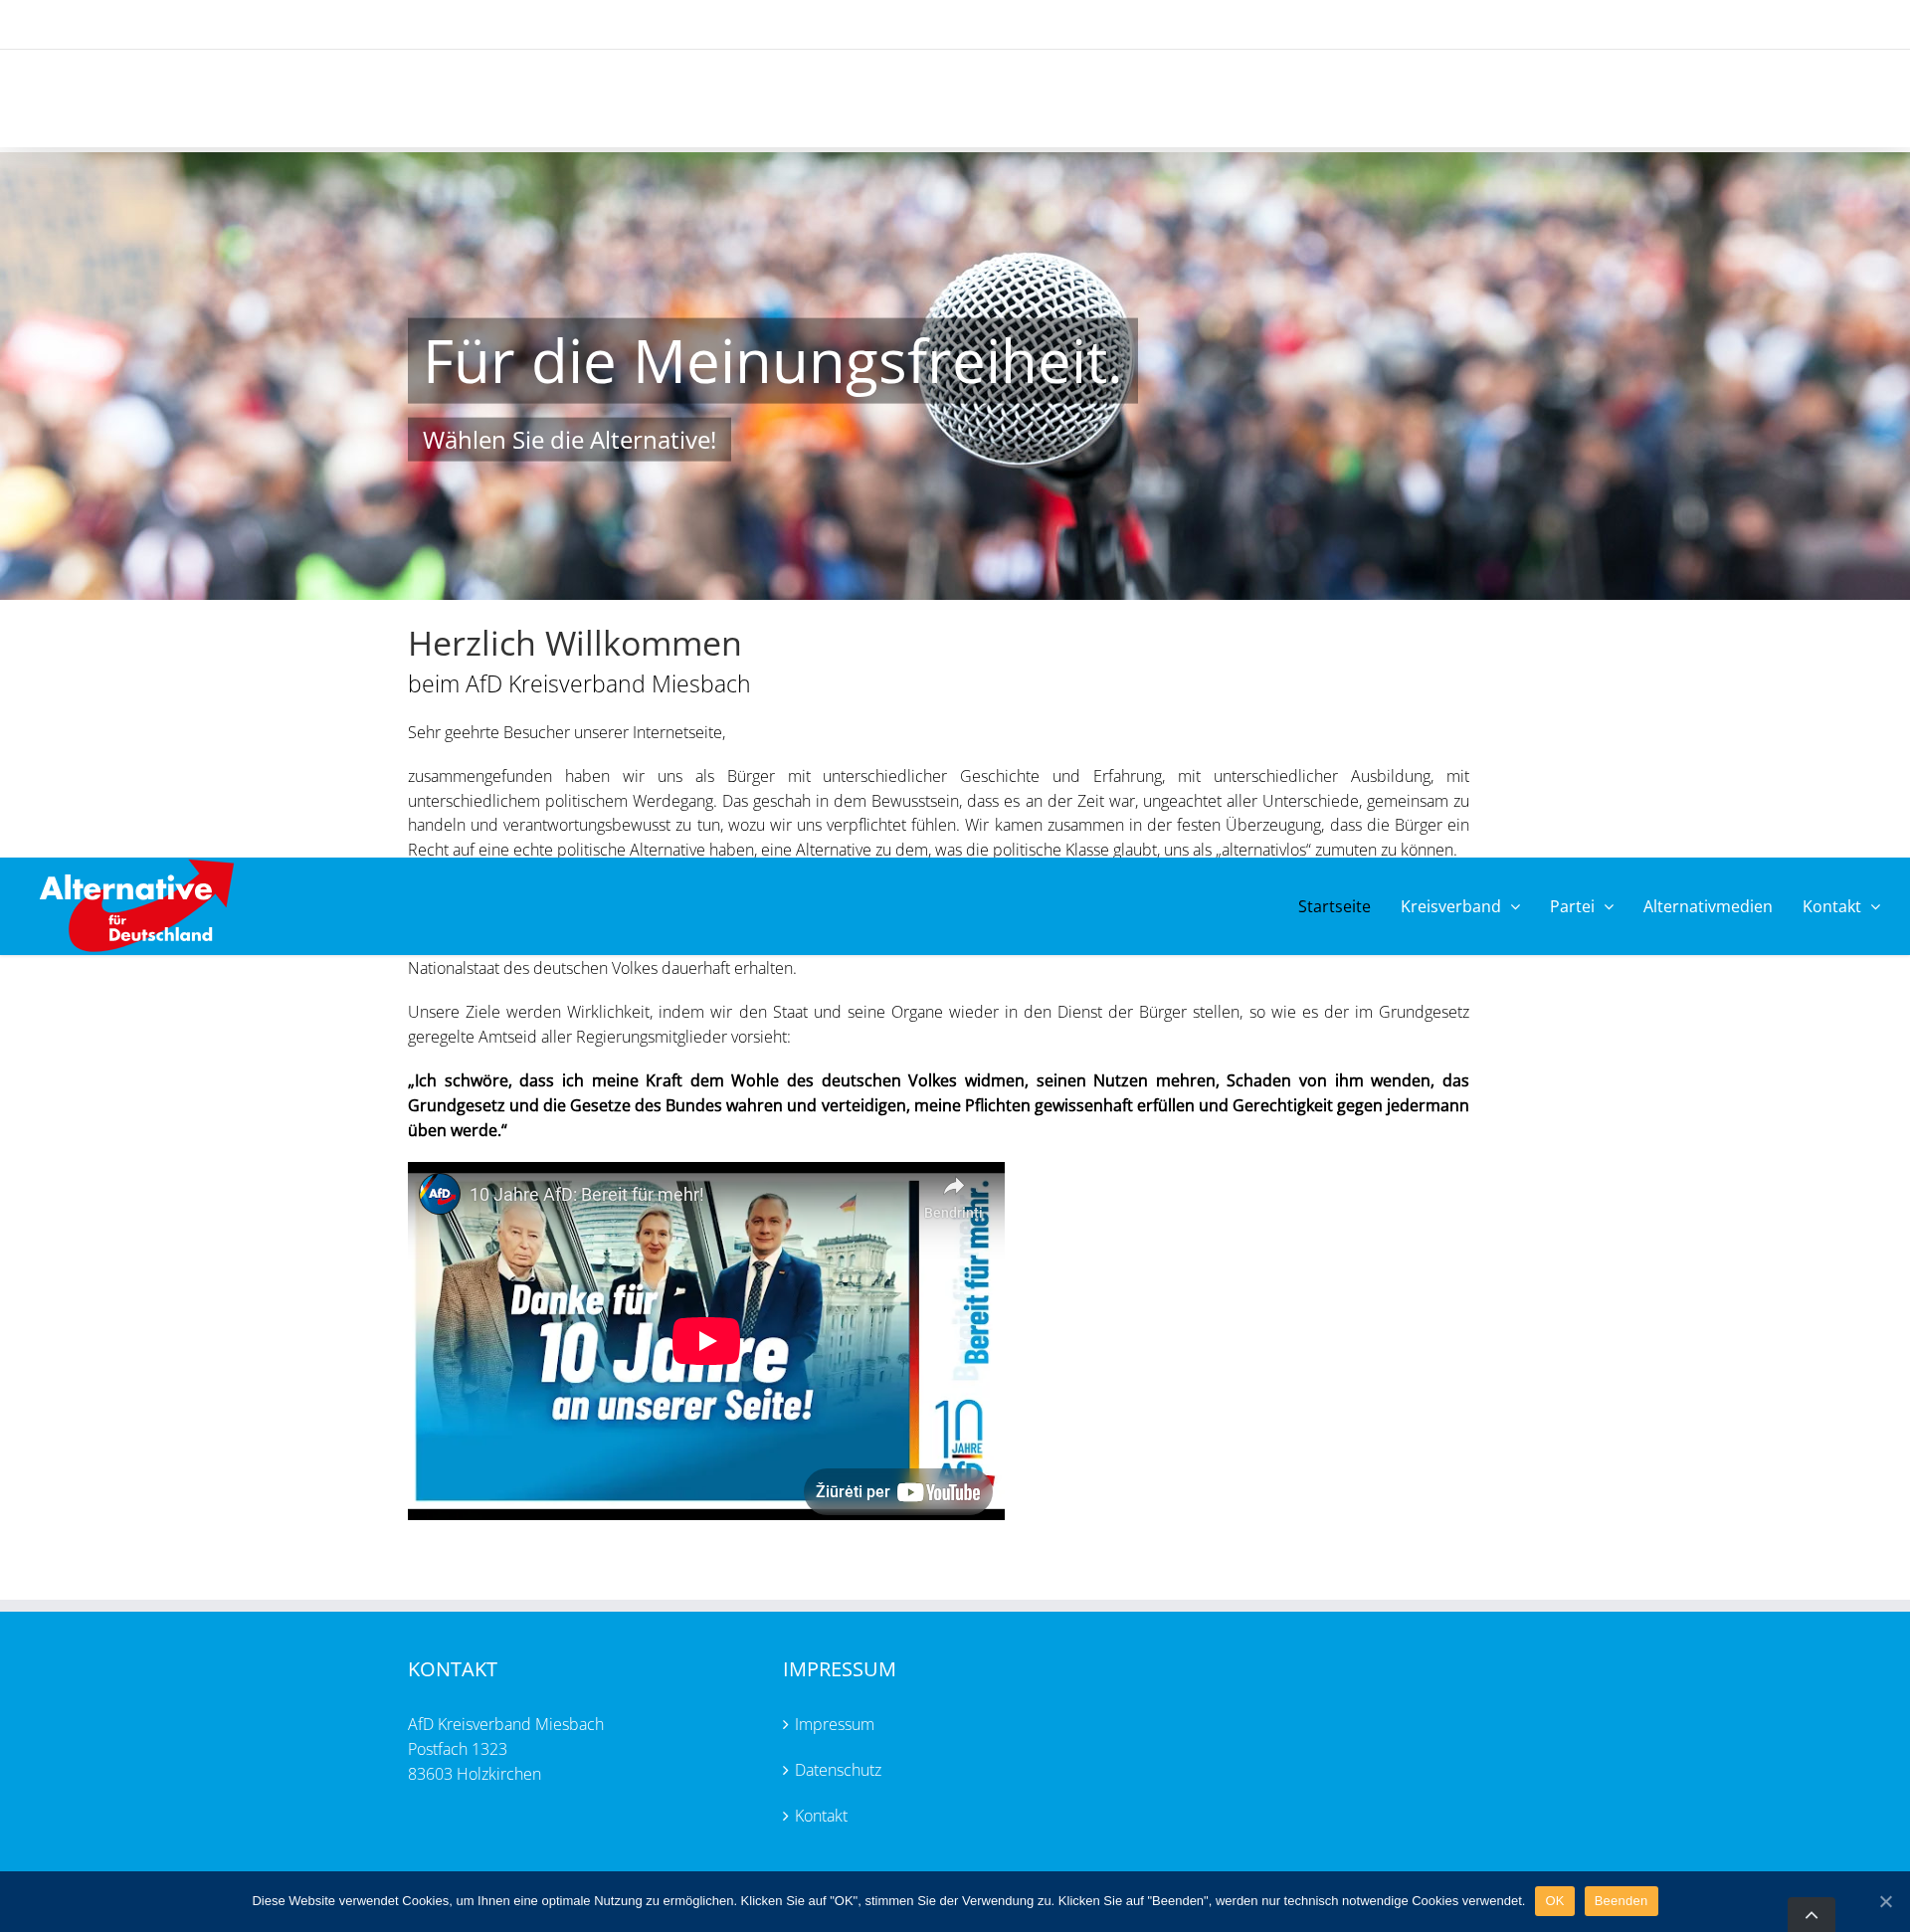 Für die Meinungsfreiheit.
Wählen Sie die Alternative!
Herzlich Willkommen
beim AfD Kreisverband Miesbach
Sehr geehrte Besucher unserer Internetseite,
zusammengefunden haben wir uns als Bürger mit unterschiedlicher Geschichte und Erfahrung, mit unterschiedlicher Ausbildung, mit
unterschiedlichem politischem Werdegang. Das geschah in dem Bewusstsein, dass es an der Zeit war, ungeachtet aller Unterschiede, gemeinsam zu
handeln und verantwortungsbewusst zu tun, wozu wir uns verpflichtet fühlen. Wir kamen zusammen in der festen Überzeugung, dass die Bürger ein
Recht auf eine echte politische Alternative haben, eine Alternative zu dem, was die politische Klasse glaubt, uns als „alternativlos“ zumuten zu können.
Alternative
für
Deutschland
Startseite Kreisverband Partei Alternativmedien Kontakt
Nationalstaat des deutschen Volkes dauerhaft erhalten.
Unsere Ziele werden Wirklichkeit, indem wir den Staat und seine Organe wieder in den Dienst der Bürger stellen, so wie es der im Grundgesetz
geregelte Amtseid aller Regierungsmitglieder vorsieht:
„Ich schwöre, dass ich meine Kraft dem Wohle des deutschen Volkes widmen, seinen Nutzen mehren, Schaden von ihm wenden, das
Grundgesetz und die Gesetze des Bundes wahren und verteidigen, meine Pflichten gewissenhaft erfüllen und Gerechtigkeit gegen jedermann
üben werde.“
AfD
10 Jahre AfD: Bereit für mehr!
Bendrinti
Bereit für mehr.
Danke für
10 Jahre
an unserer Seite!
10
JAHRE
AfD
Žiūrėti per YouTube
KONTAKT
AfD Kreisverband Miesbach
Postfach 1323
83603 Holzkirchen
IMPRESSUM
Impressum
Datenschutz
Kontakt
Diese Website verwendet Cookies, um Ihnen eine optimale Nutzung zu ermöglichen. Klicken Sie auf "OK", stimmen Sie der Verwendung zu. Klicken Sie auf "Beenden", werden nur technisch notwendige Cookies verwendet. OK Beenden